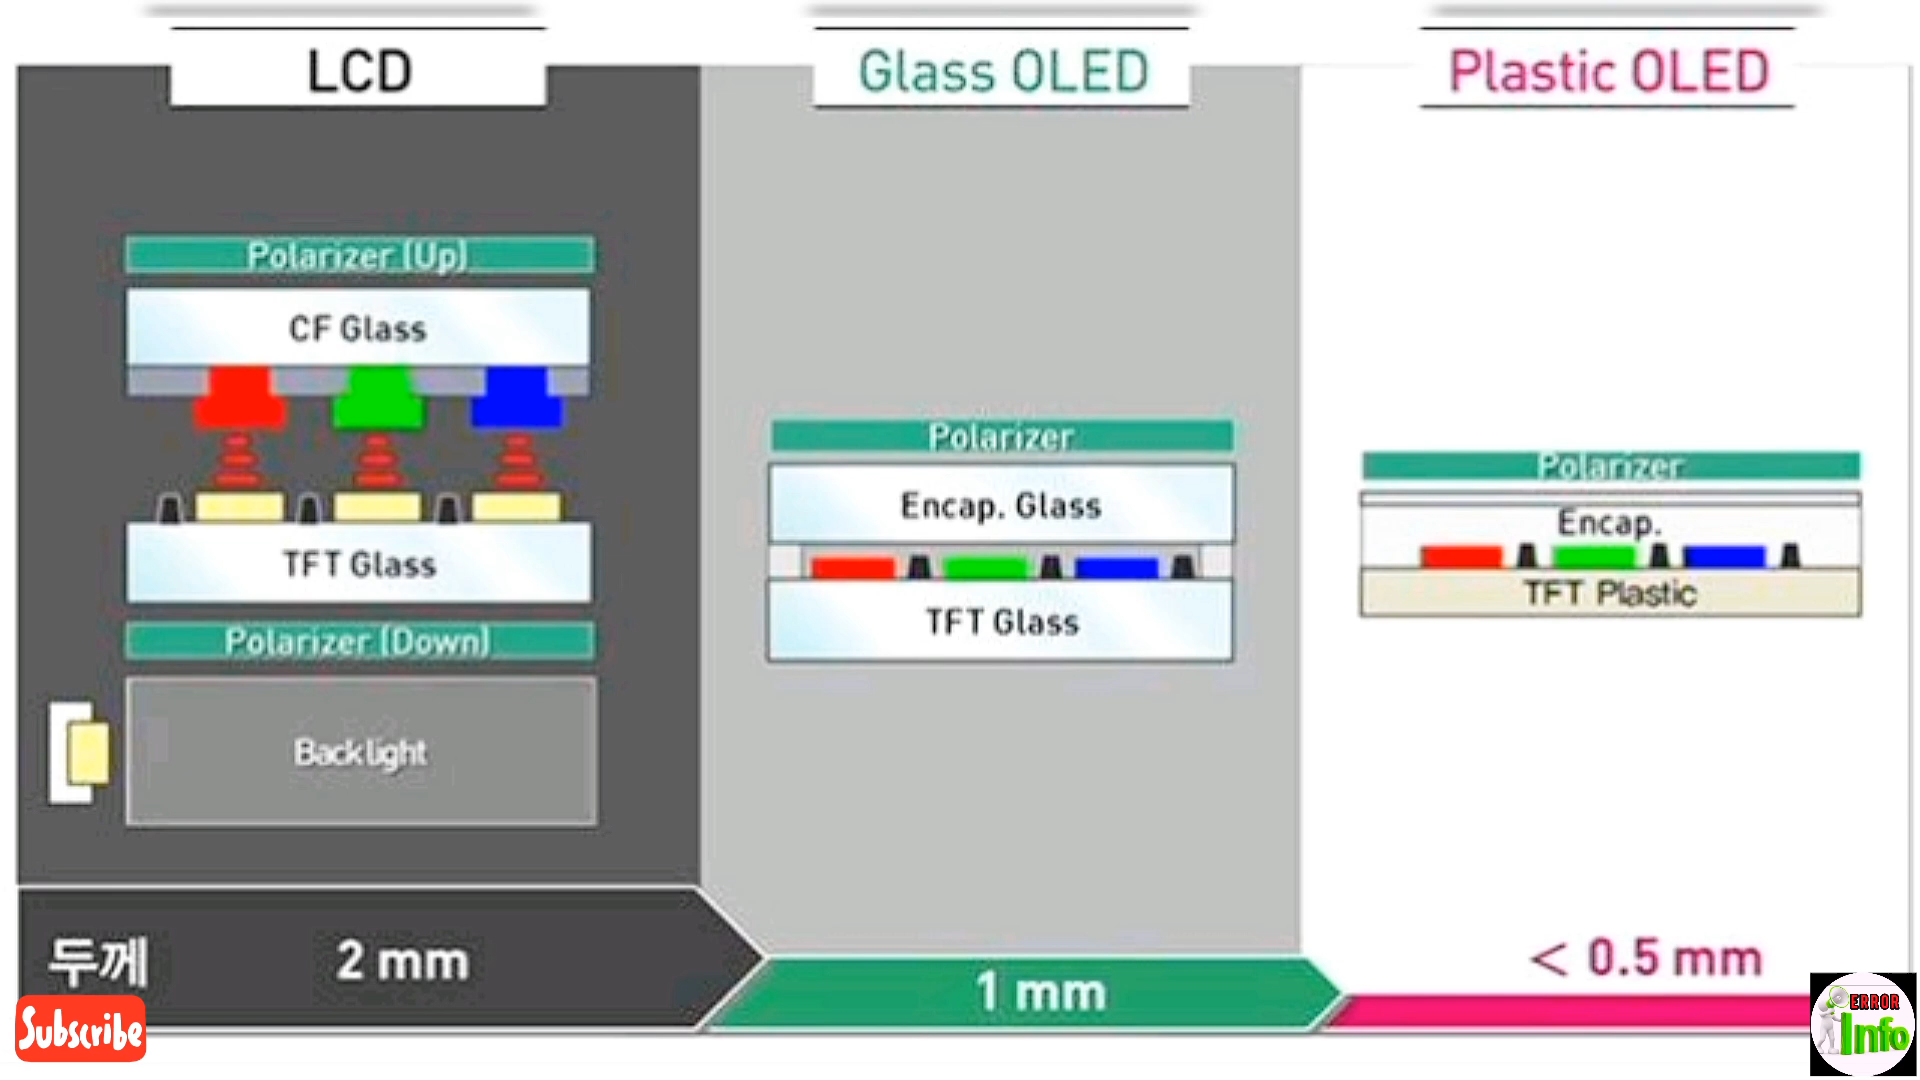 LCD
Glass OLED
Plastic OLED
Polarizer (Up)
CF Glass
TFT Glass
Polarizer (Down)
Backlight
Polarizer
Encap. Glass
TFT Glass
Polarizer
Encap.
TFT Plastic
두께
2 mm
1 mm
< 0.5 mm
Subscribe
ERROR
Info